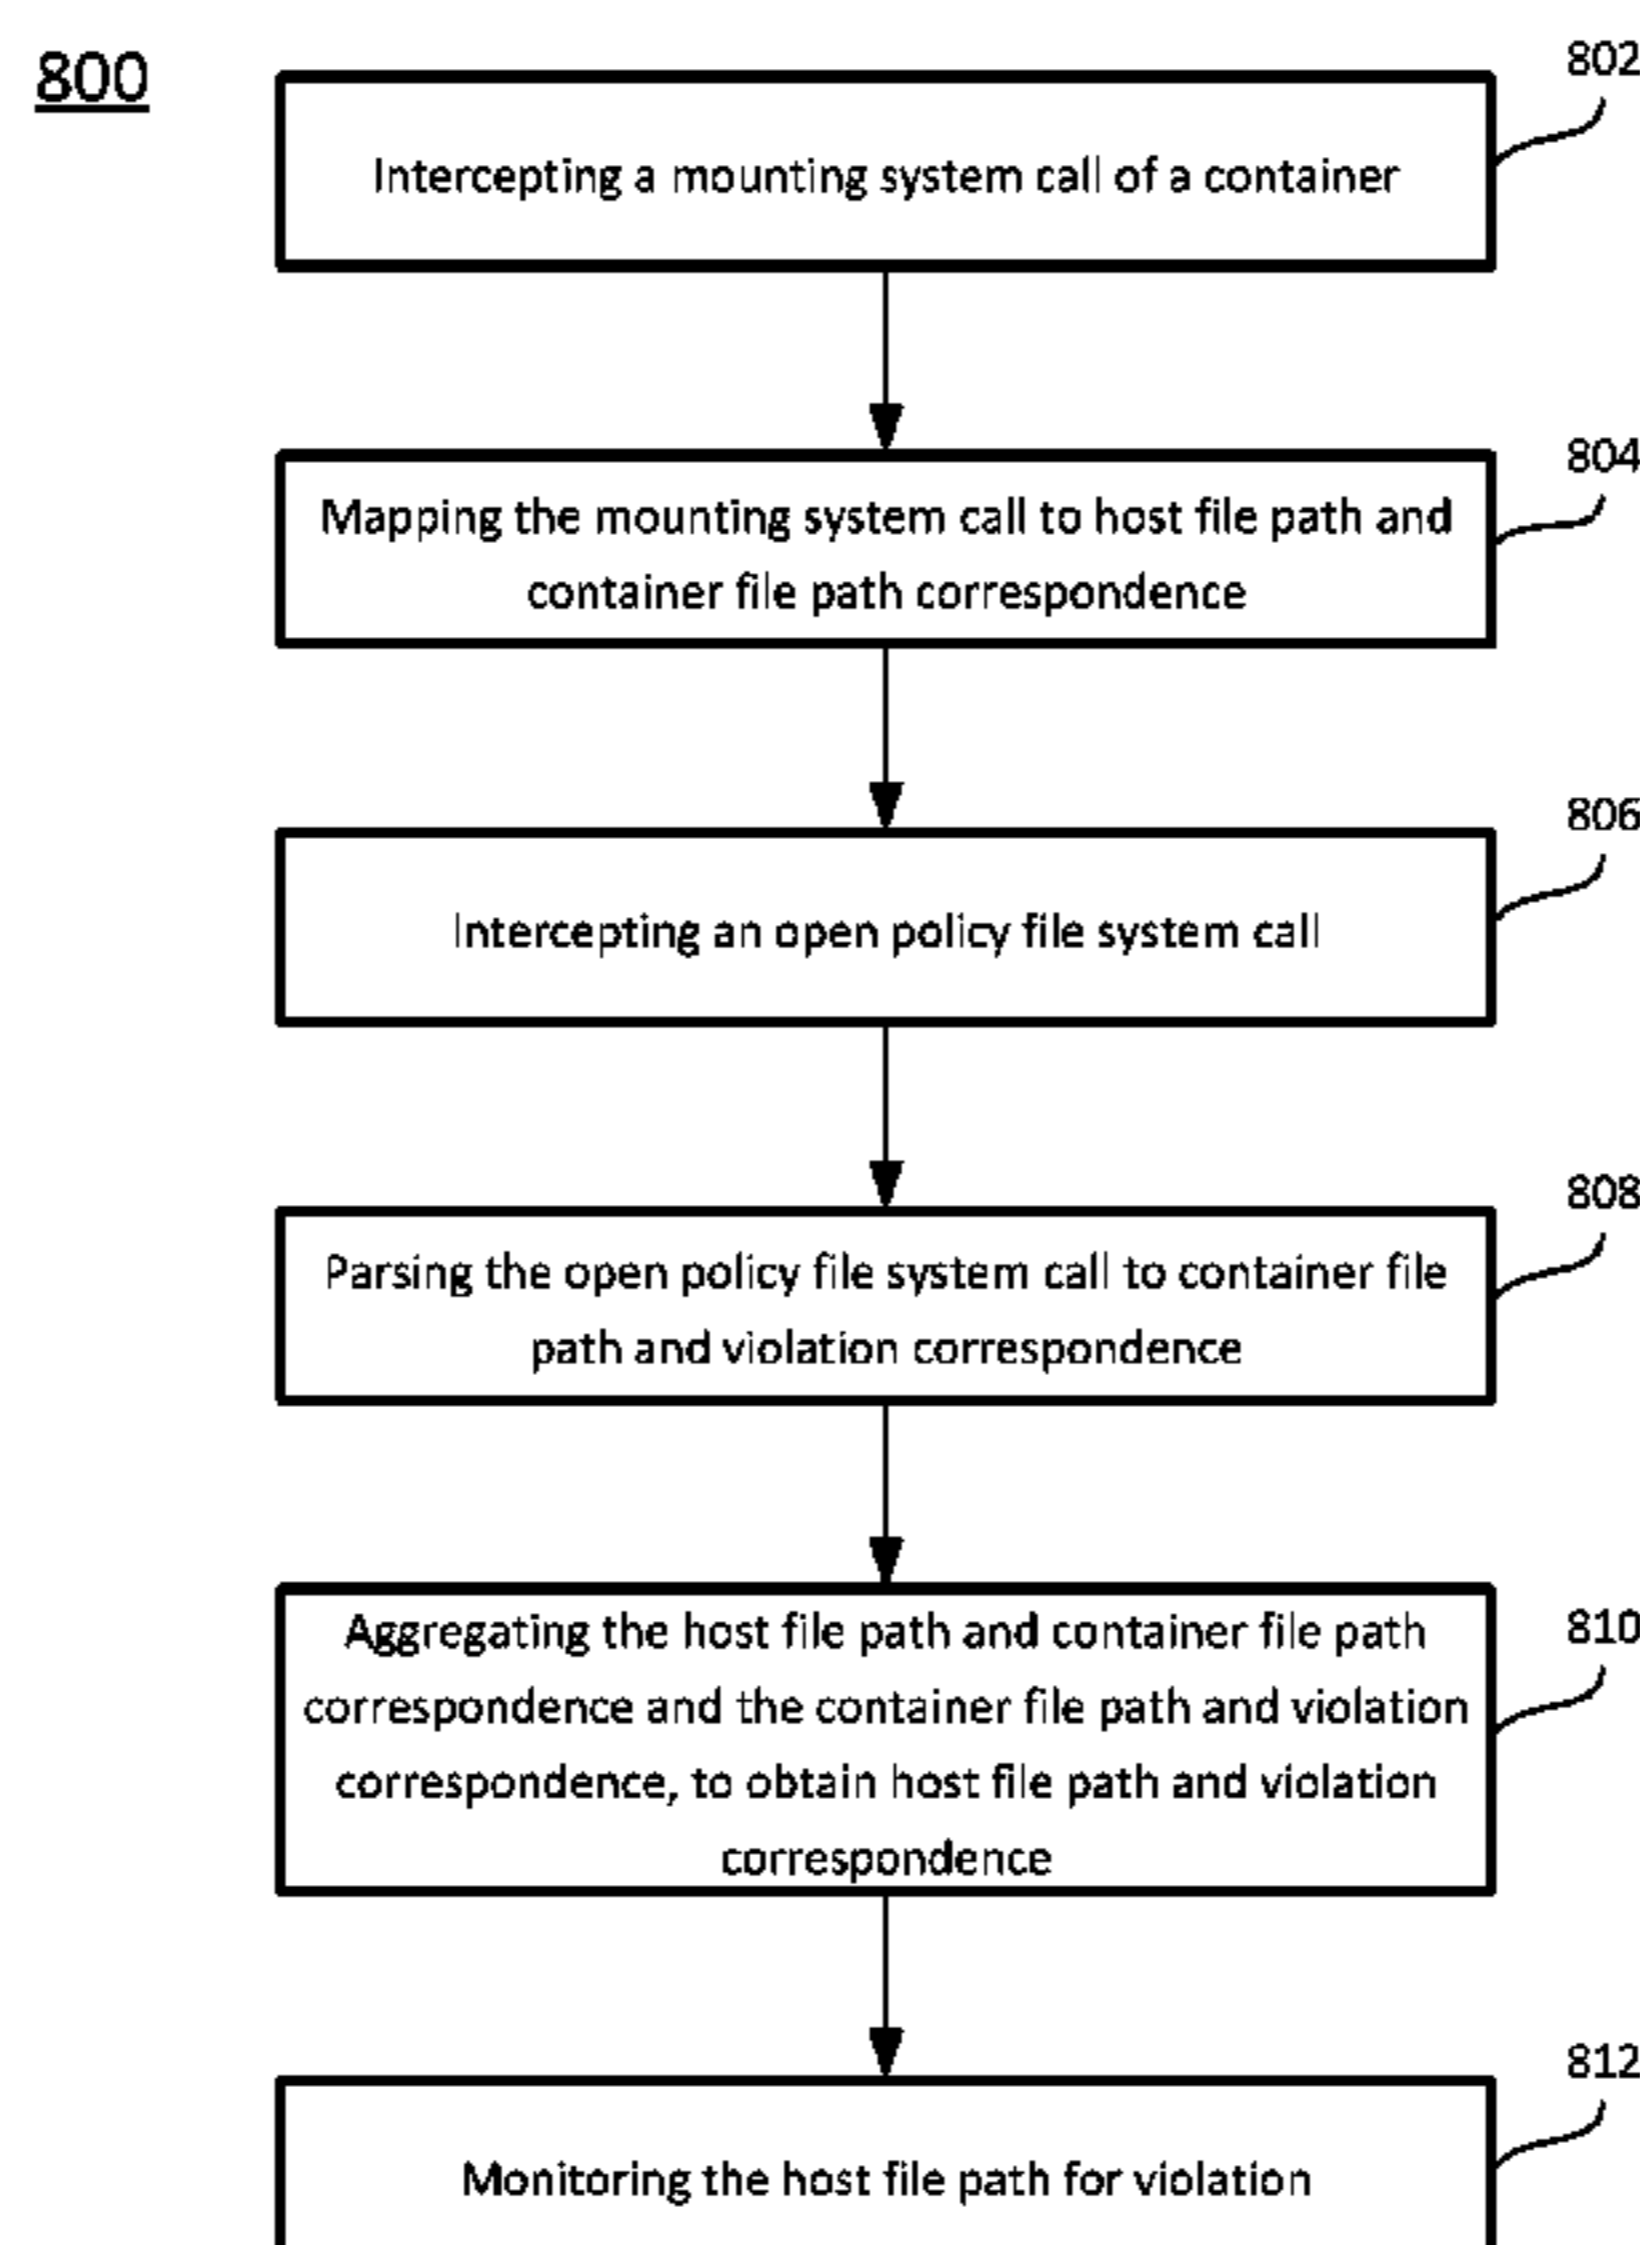 800
802
Intercepting a mounting system call of a container
804
Mapping the mounting system call to host file path and
container file path correspondence
806
Intercepting an open policy file system call
808
Parsing the open policy file system call to container file
path and violation correspondence
810
Aggregating the host file path and container file path
correspondence and the container file path and violation
correspondence, to obtain host file path and violation
correspondence
812
Monitoring the host file path for violation